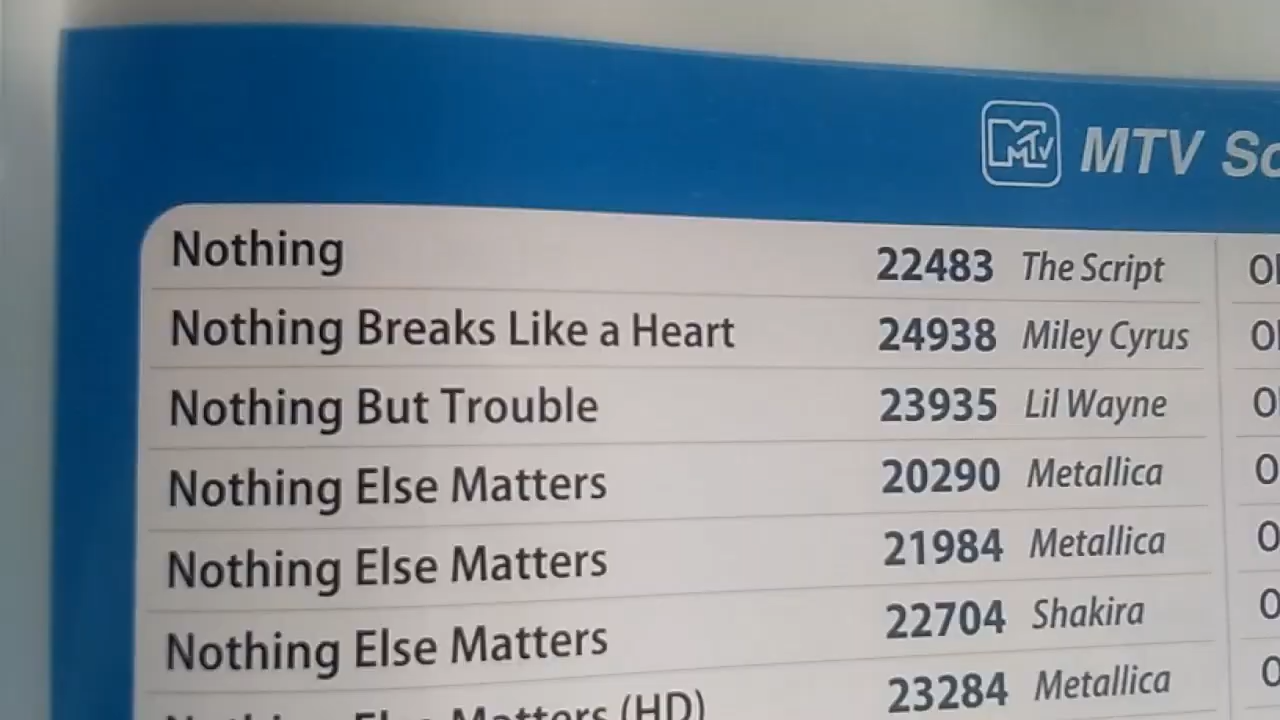 MTV
MTV
Nothing 22483 The Script
Nothing Breaks Like a Heart 24938 Miley Cyrus
Nothing But Trouble 23935 Lil Wayne
Nothing Else Matters 20290 Metallica
Nothing Else Matters 21984 Metallica
Nothing Else Matters 22704 Shakira
Nothing Else Matters (HD) 23284 Metallica